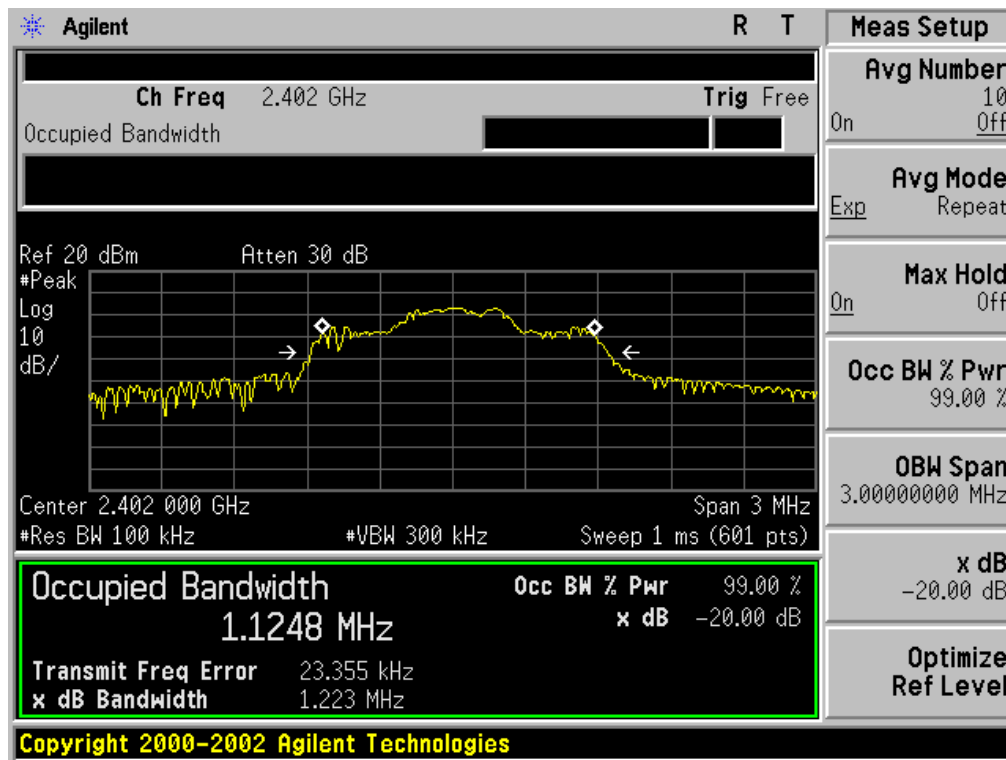 Agilent R T
Ch Freq 2.402 GHz Trig Free
Occupied Bandwidth
Ref 20 dBm Atten 30 dB
#Peak
Log
10
dB/
Center 2.402 000 GHz Span 3 MHz
#Res BW 100 kHz #VBW 300 kHz Sweep 1 ms (601 pts)
Occupied Bandwidth Occ BW % Pwr 99.00 %
1.1248 MHz x dB -20.00 dB
Transmit Freq Error 23.355 kHz
x dB Bandwidth 1.223 MHz
Copyright 2000-2002 Agilent Technologies
Meas Setup
Avg Number
10
On Off
Avg Mode
Exp Repeat
Max Hold
On Off
Occ BW % Pwr
99.00 %
OBW Span
3.00000000 MHz
x dB
-20.00 dB
Optimize
Ref Level